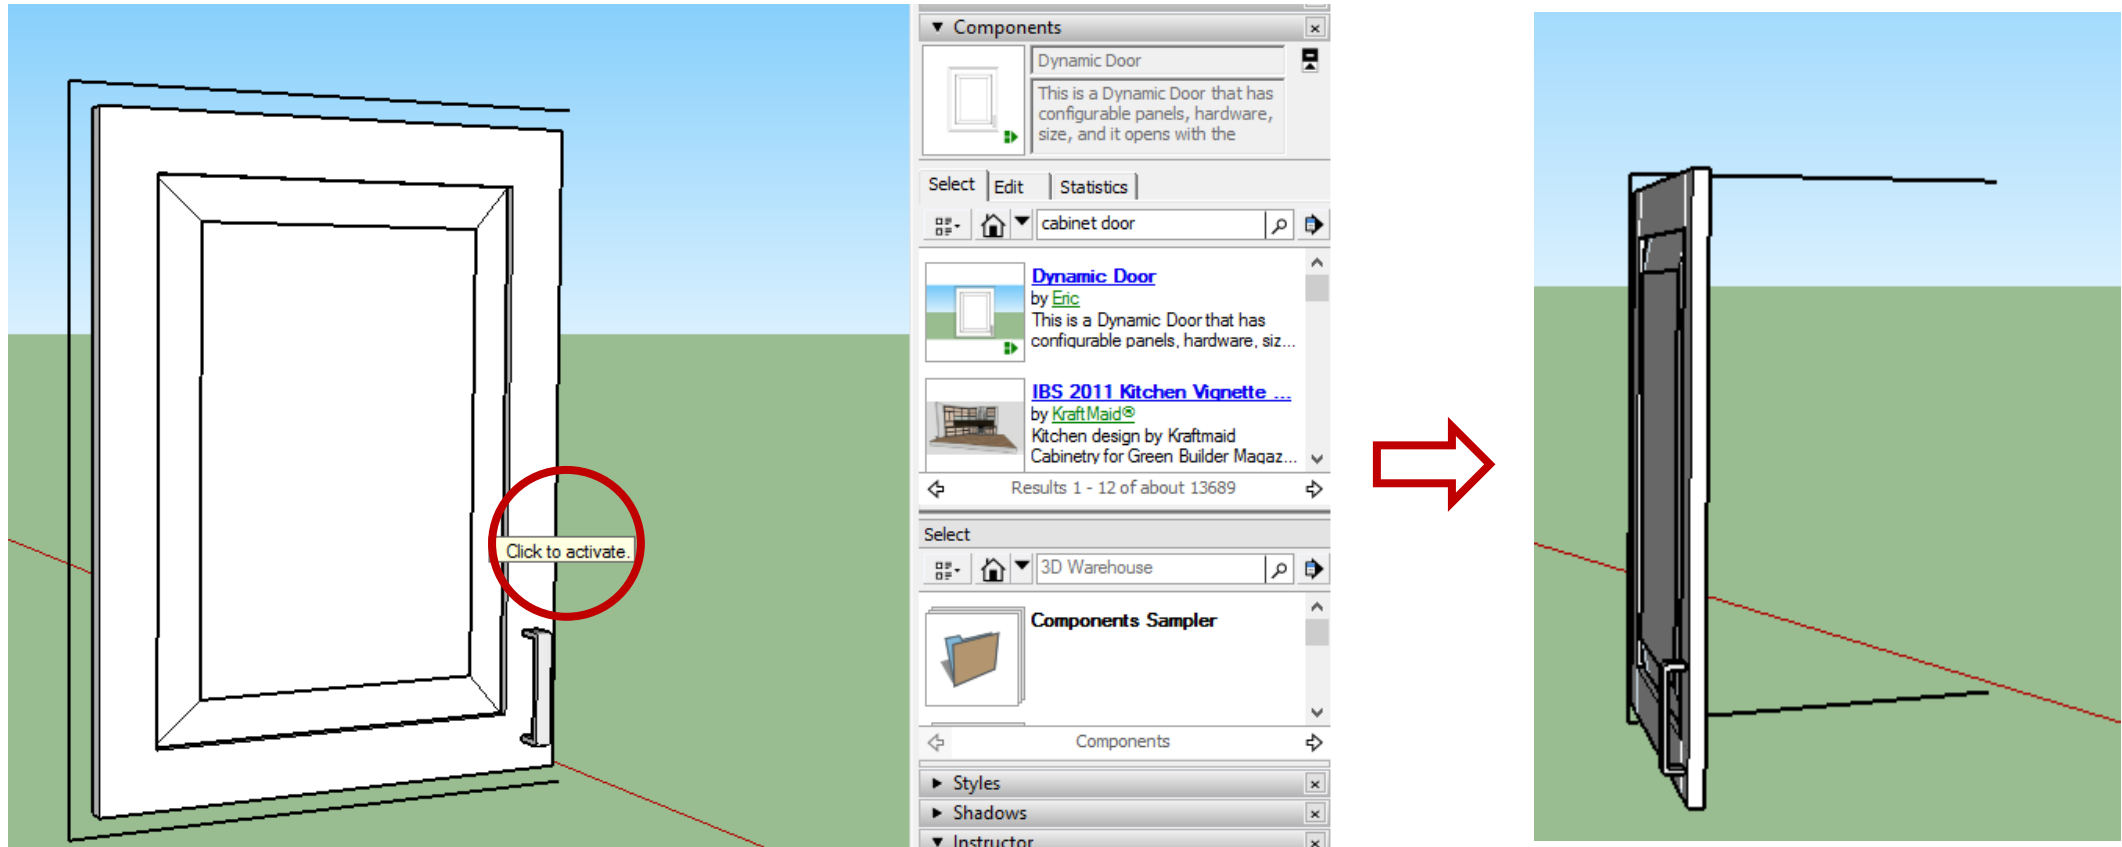 Click to activate.
Components
Dynamic Door
This is a Dynamic Door that has
configurable panels, hardware,
size, and it opens with the
Select Edit Statistics
cabinet door
Dynamic Door
by Eric
This is a Dynamic Door that has
configurable panels, hardware, siz...
IBS 2011 Kitchen Vignette ...
by KraftMaid®
Kitchen design by Kraftmaid
Cabinetry for Green Builder Magaz...
Results 1 - 12 of about 13689
Select
3D Warehouse
Components Sampler
Components
Styles
Shadows
Instructor